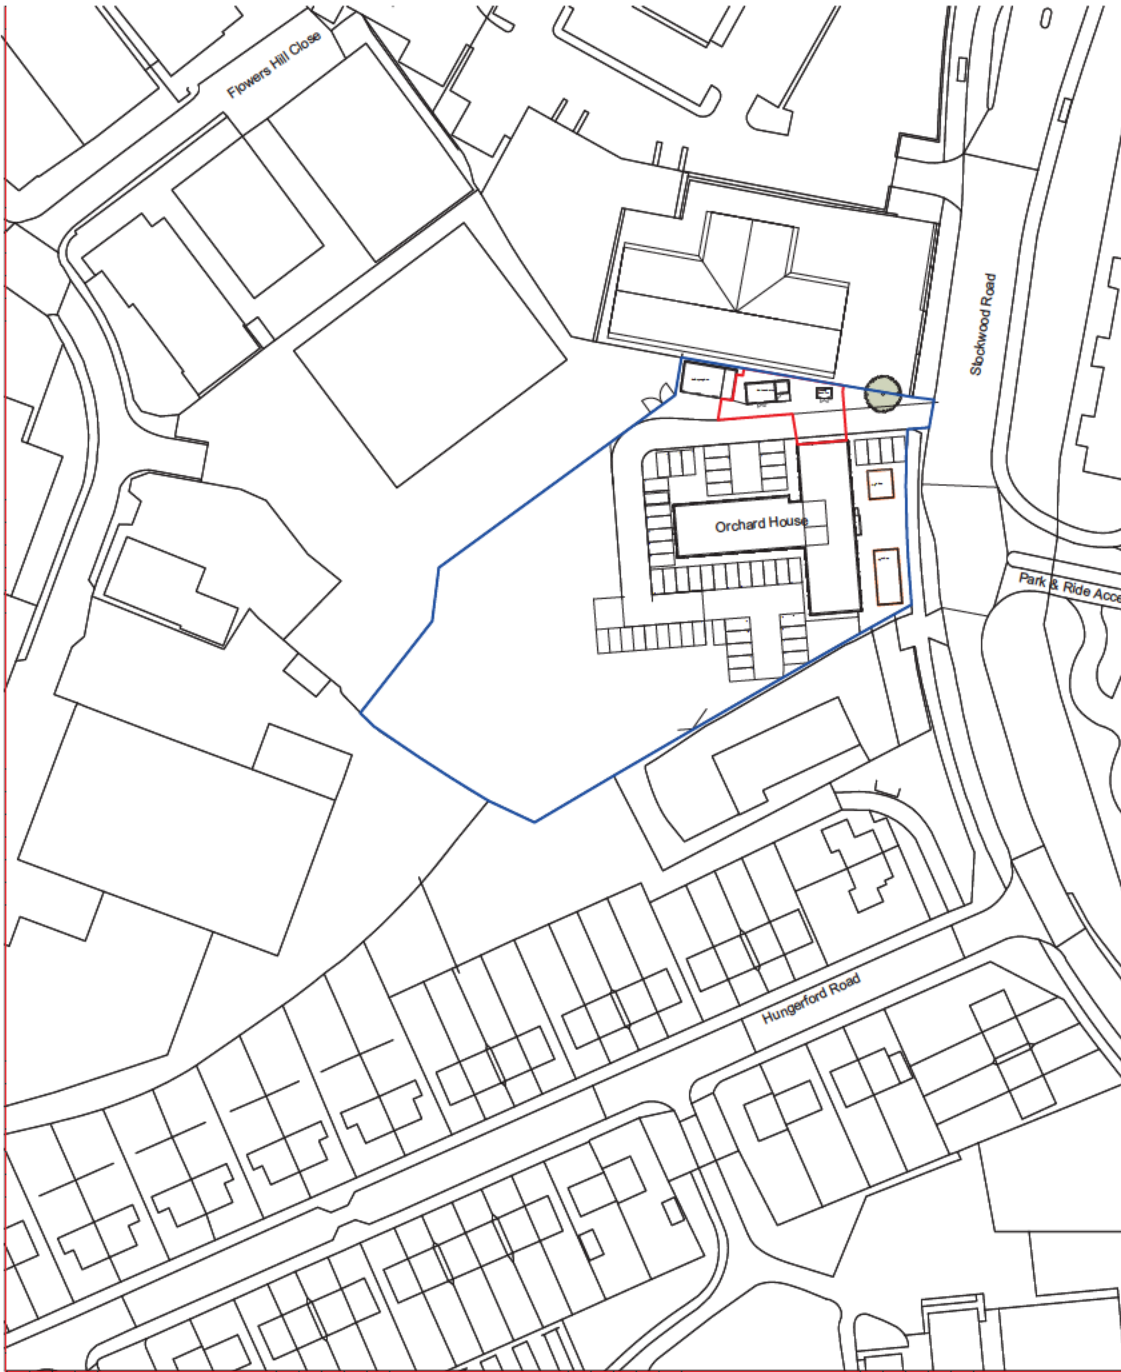 Flowers Hill Close
Stockwood Road
Orchard House
Park & Ride Acce
Hungerford Road